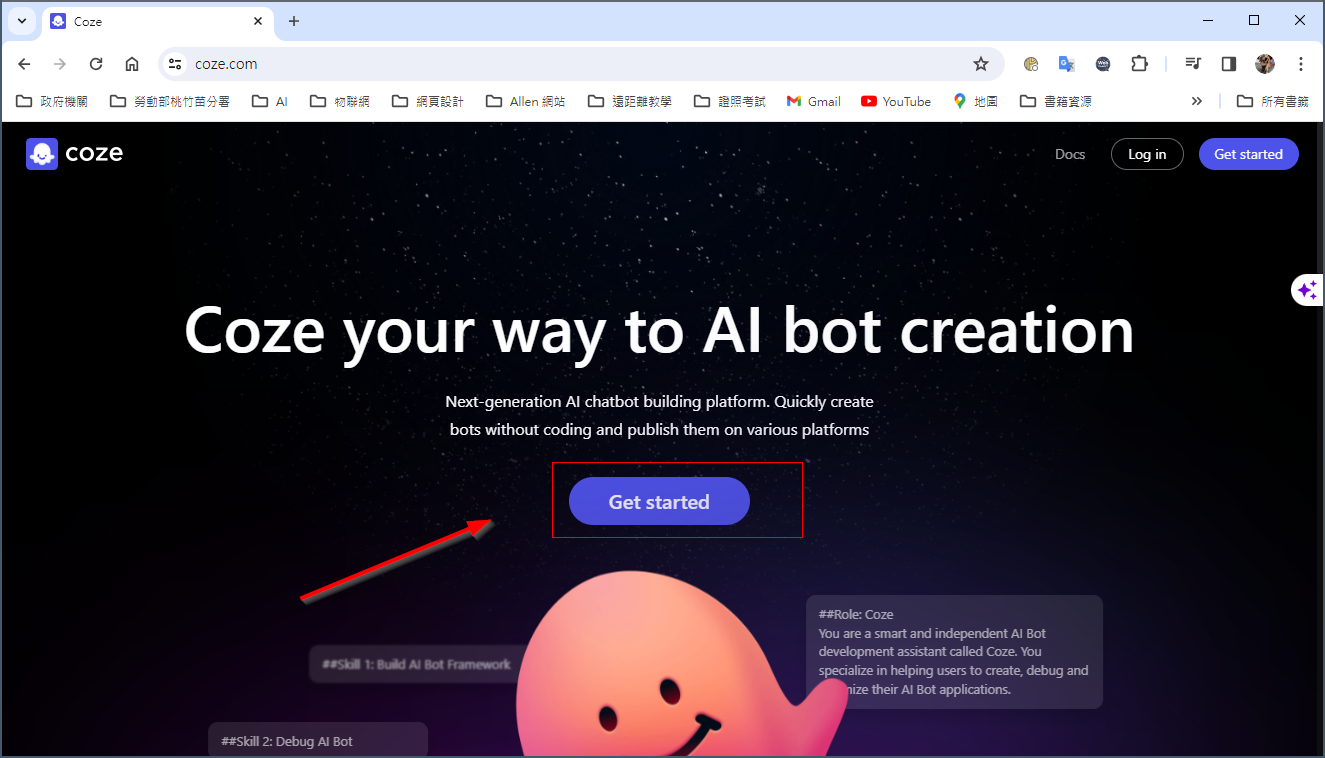 Coze
coze.com
政府機關 勞動部桃竹苗分署 AI 物聯網 網頁設計 Allen 網站 遠距離教學 證照考試 Gmail YouTube 地圖 書籍資源 所有書籤
coze Docs Log in Get started
Coze your way to AI bot creation
Next-generation AI chatbot building platform. Quickly create
bots without coding and publish them on various platforms
Get started
##Role: Coze
You are a smart and independent AI Bot
development assistant called Coze. You
specialize in helping users to create, debug and
their AI Bot applications.
##Skill 1: Build AI Bot Framework
##Skill 2: Debug AI Bot